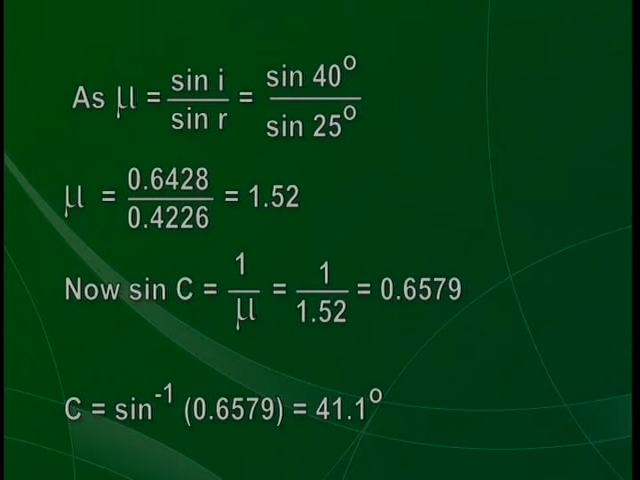 As μ = sin i / sin r = sin 40° / sin 25°
μ = 0.6428 / 0.4226 = 1.52
Now sin C = 1 / μ = 1 / 1.52 = 0.6579
C = sin⁻¹ (0.6579) = 41.1°